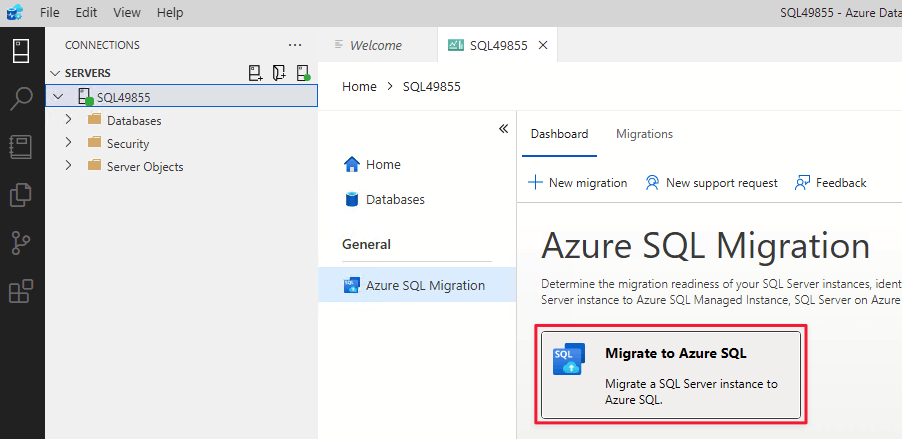 File Edit View Help SQL49855 - Azure Data
CONNECTIONS ...
Welcome
SQL49855
SERVERS
SQL49855
Databases
Security
Server Objects
Home > SQL49855
Home
Databases
General
Azure SQL Migration
Dashboard Migrations
New migration New support request Feedback
Azure SQL Migration
Determine the migration readiness of your SQL Server instances, iden
Server instance to Azure SQL Managed Instance, SQL Server on Azure
SQL
Migrate to Azure SQL
Migrate a SQL Server instance to
Azure SQL.